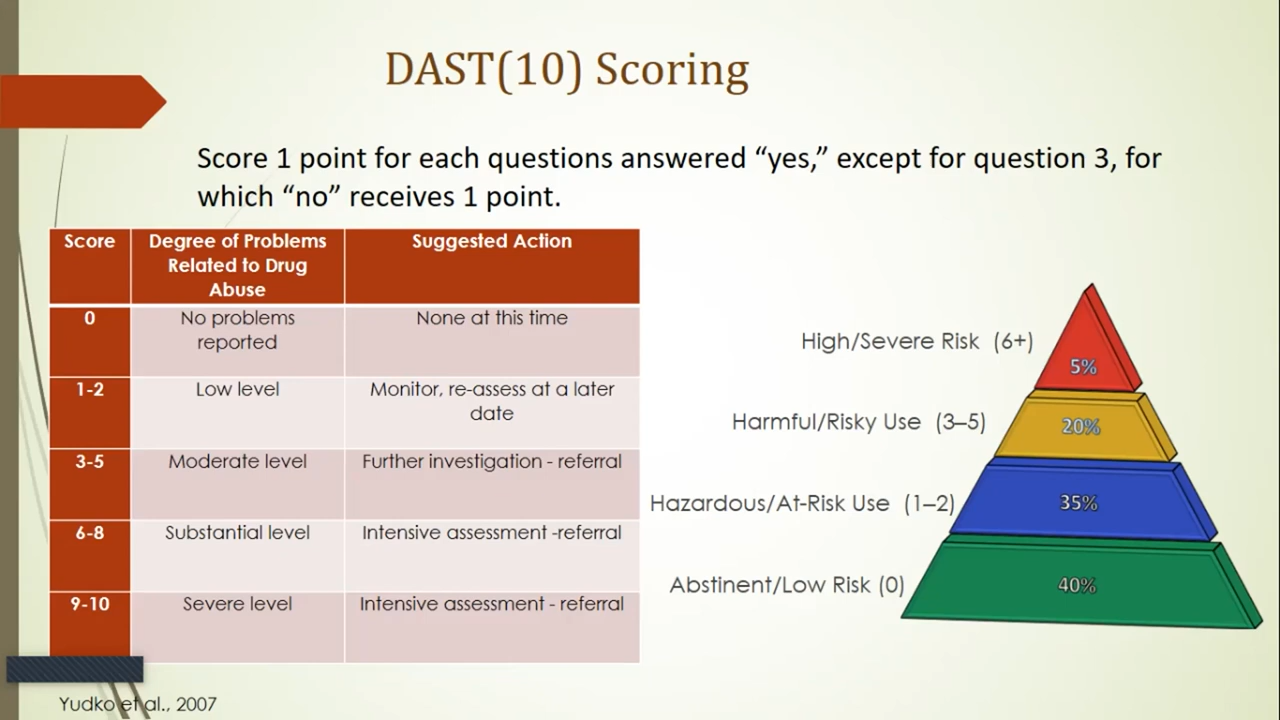 DAST(10) Scoring
Score 1 point for each questions answered “yes,” except for question 3, for
which “no” receives 1 point.
Score
Degree of Problems
Related to Drug
Abuse
Suggested Action
0
No problems
reported
None at this time
1-2
Low level
Monitor, re-assess at a later
date
3-5
Moderate level
Further investigation - referral
6-8
Substantial level
Intensive assessment -referral
9-10
Severe level
Intensive assessment - referral
High/Severe Risk (6+)
5%
Harmful/Risky Use (3–5)
20%
Hazardous/At-Risk Use (1–2)
35%
Abstinent/Low Risk (0)
40%
Yudko et al., 2007